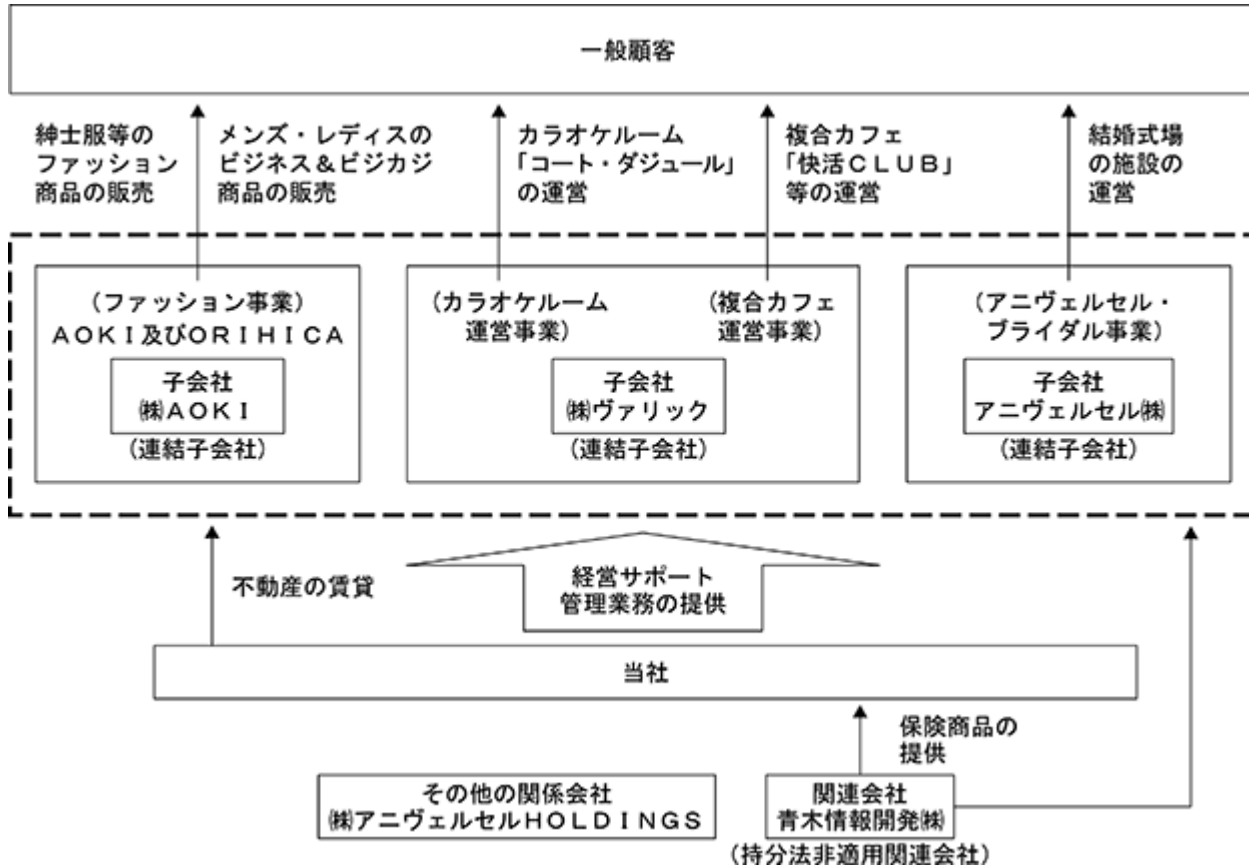 一般顧客
紳士服等の
ファッション
商品の販売
メンズ・レディスの
ビジネス&ビジカジ
商品の販売
カラオケルーム
「コート・ダジュール」
の運営
複合カフェ
「快活CLUB」
等の運営
結婚式場
の施設の
運営
(ファッション事業)
AOKI及びORIHICA
子会社
㈱AOKI
(連結子会社)
(カラオケルーム
運営事業)
(複合カフェ
運営事業)
子会社
㈱ヴァリック
(連結子会社)
(アニヴェルセル・
ブライダル事業)
子会社
アニヴェルセル㈱
(連結子会社)
不動産の賃貸
経営サポート
管理業務の提供
当社
保険商品の
提供
その他の関係会社
㈱アニヴェルセルHOLDINGS
関連会社
青木情報開発㈱
(持分法非適用関連会社)